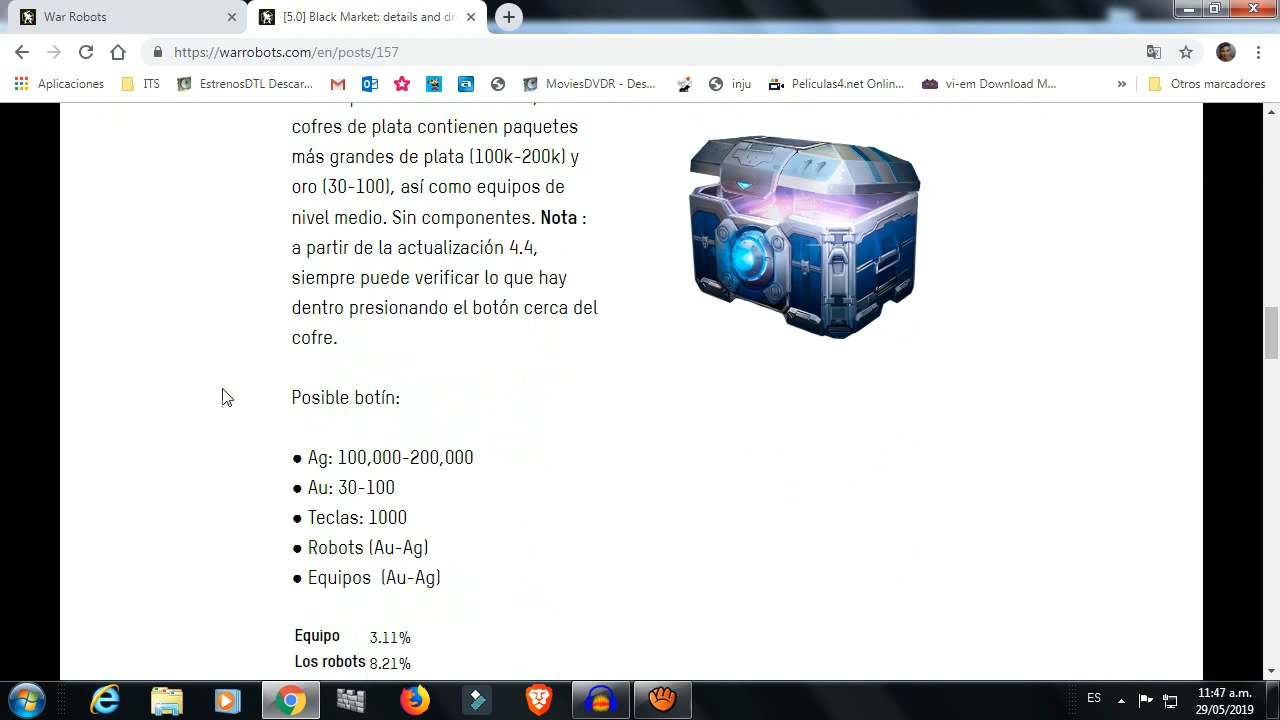 War Robots
[5.0] Black Market: details and dr
https://warrobots.com/en/posts/157
Aplicaciones
ITS
EstrenosDTL Descar...
MoviesDVDR - Des...
inju
Peliculas4.net Onlin...
vi-em Download M...
»
Otros marcadores
cofres de plata contienen paquetes
más grandes de plata (100k-200k) y
oro (30-100), así como equipos de
nivel medio. Sin componentes. Nota :
a partir de la actualización 4.4,
siempre puede verificar lo que hay
dentro presionando el botón cerca del
cofre.
Posible botín:
● Ag: 100,000-200,000
● Au: 30-100
● Teclas: 1000
● Robots (Au-Ag)
● Equipos (Au-Ag)
Equipo 3.11%
Los robots 8.21%
ES
11:47 a.m.
29/05/2019